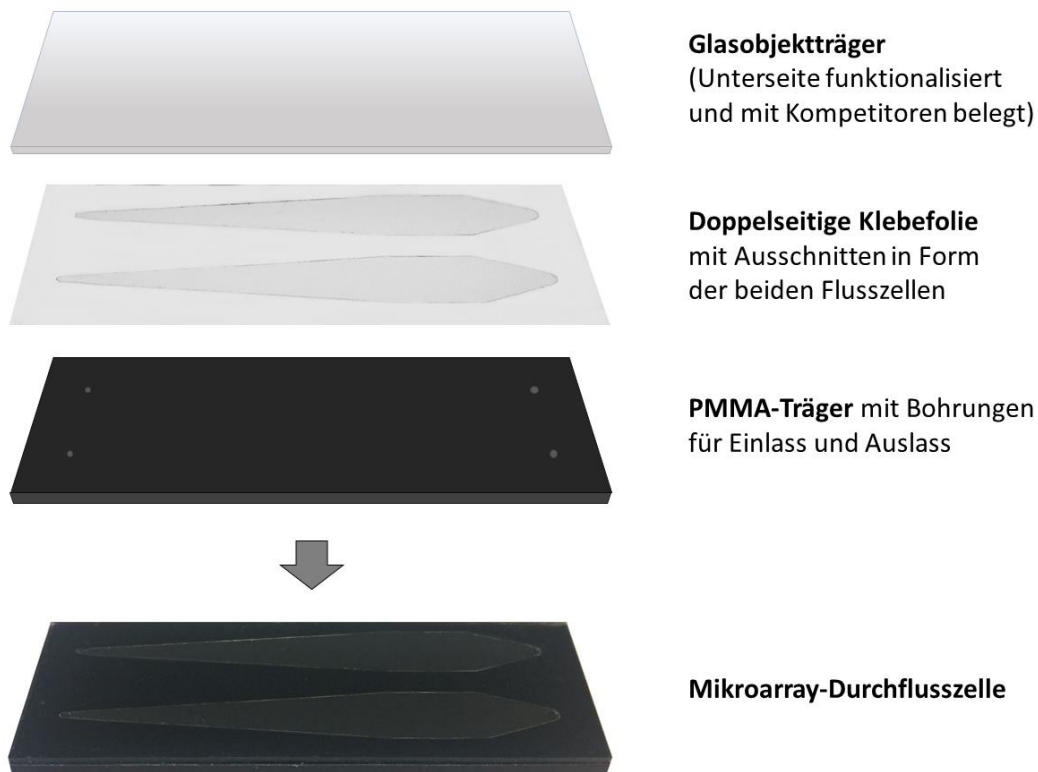 Glasobjektträger
(Unterseite funktionalisiert
und mit Kompetitoren belegt)
Doppelseitige Klebefolie
mit Ausschnitten in Form
der beiden Flusszellen
PMMA-Träger mit Bohrungen
für Einlass und Auslass
Mikroarray-Durchflusszelle